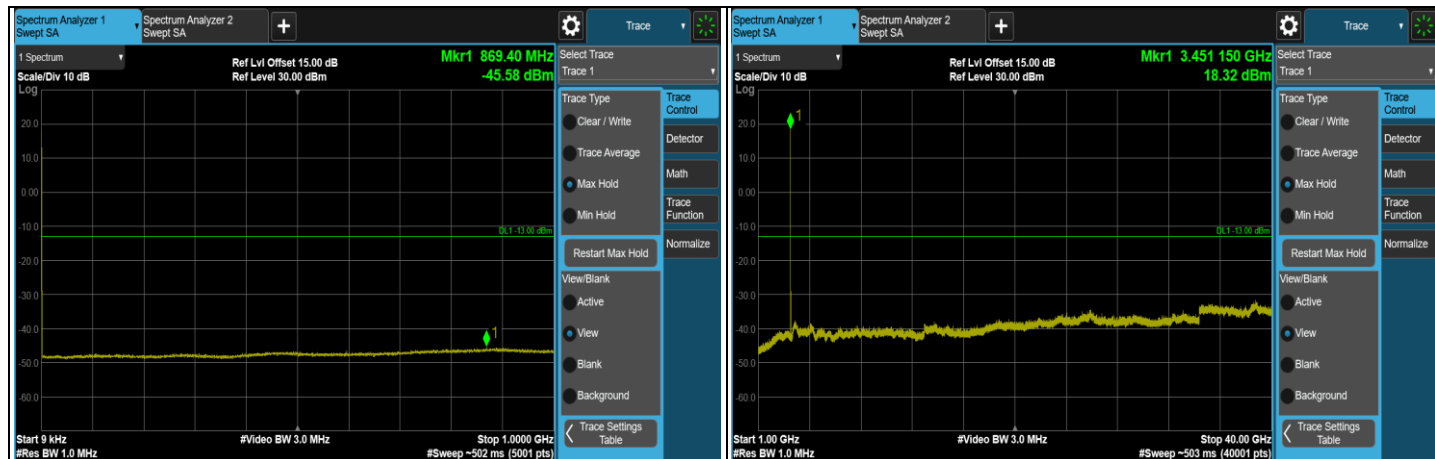 Spectrum Analyzer 1
Swept SA
Spectrum Analyzer 2
Swept SA
+
Trace
1 Spectrum
Scale/Div 10 dB
Log
Ref Lvl Offset 15.00 dB
Ref Level 30.00 dBm
Mkr1 869.40 MHz
-45.58 dBm
20.0
10.0
0.00
-10.0
-20.0
-30.0
-40.0
-50.0
-60.0
DL1 -13.00 dBm
1
Start 9 kHz
#Res BW 1.0 MHz
#Video BW 3.0 MHz
Stop 1.0000 GHz
#Sweep ~502 ms (5001 pts)
Select Trace
Trace 1
Trace Type
Clear / Write
Trace Average
Max Hold
Min Hold
Restart Max Hold
View/Blank
Active
View
Blank
Background
Trace Settings
Table
Trace
Control
Detector
Math
Trace
Function
Normalize
Spectrum Analyzer 1
Swept SA
Spectrum Analyzer 2
Swept SA
+
Trace
1 Spectrum
Scale/Div 10 dB
Log
Ref Lvl Offset 15.00 dB
Ref Level 30.00 dBm
Mkr1 3.451 150 GHz
18.32 dBm
20.0
10.0
0.00
-10.0
-20.0
-30.0
-40.0
-50.0
-60.0
DL1 -13.00 dBm
1
Start 1.00 GHz
#Res BW 1.0 MHz
#Video BW 3.0 MHz
Stop 40.00 GHz
#Sweep ~503 ms (40001 pts)
Select Trace
Trace 1
Trace Type
Clear / Write
Trace Average
Max Hold
Min Hold
Restart Max Hold
View/Blank
Active
View
Blank
Background
Trace Settings
Table
Trace
Control
Detector
Math
Trace
Function
Normalize